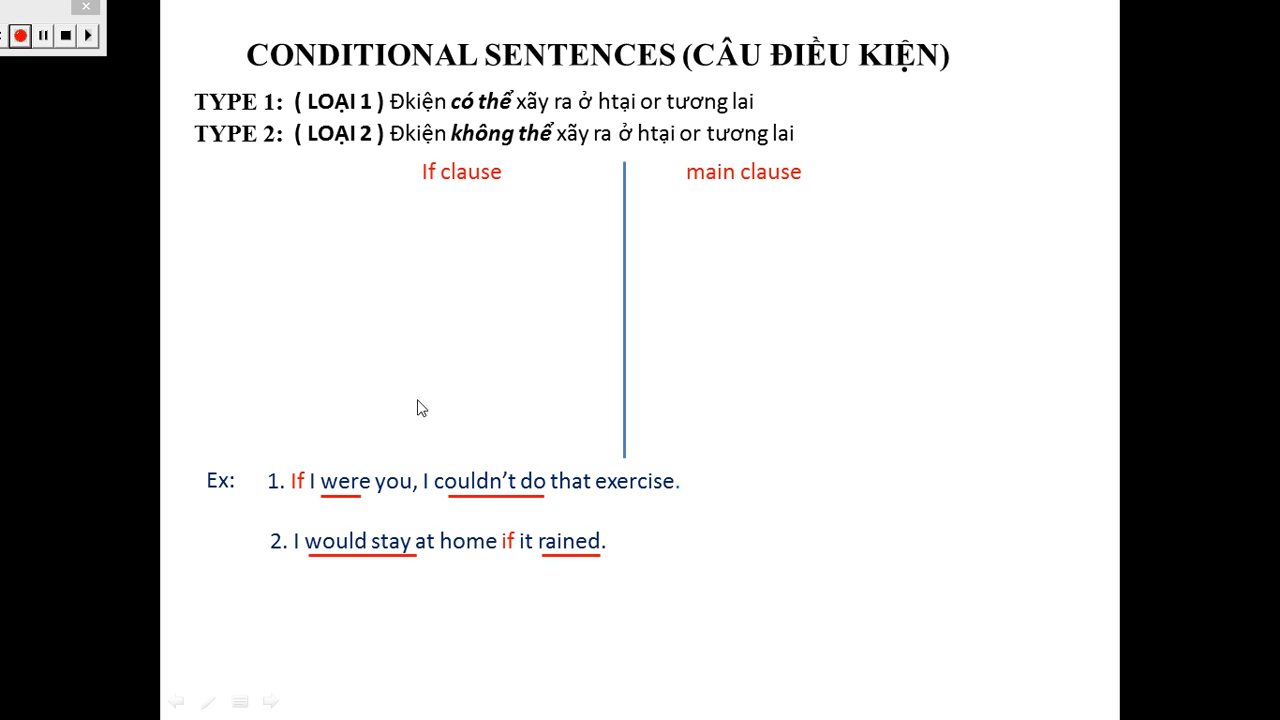 CONDITIONAL SENTENCES (CÂU ĐIỀU KIỆN)
TYPE 1: ( LOẠI 1 ) Đkiện có thể xãy ra ở htại or tương lai
TYPE 2: ( LOẠI 2 ) Đkiện không thể xãy ra ở htại or tương lai
If clause main clause
Ex: 1. If I were you, I couldn't do that exercise.
2. I would stay at home if it rained.